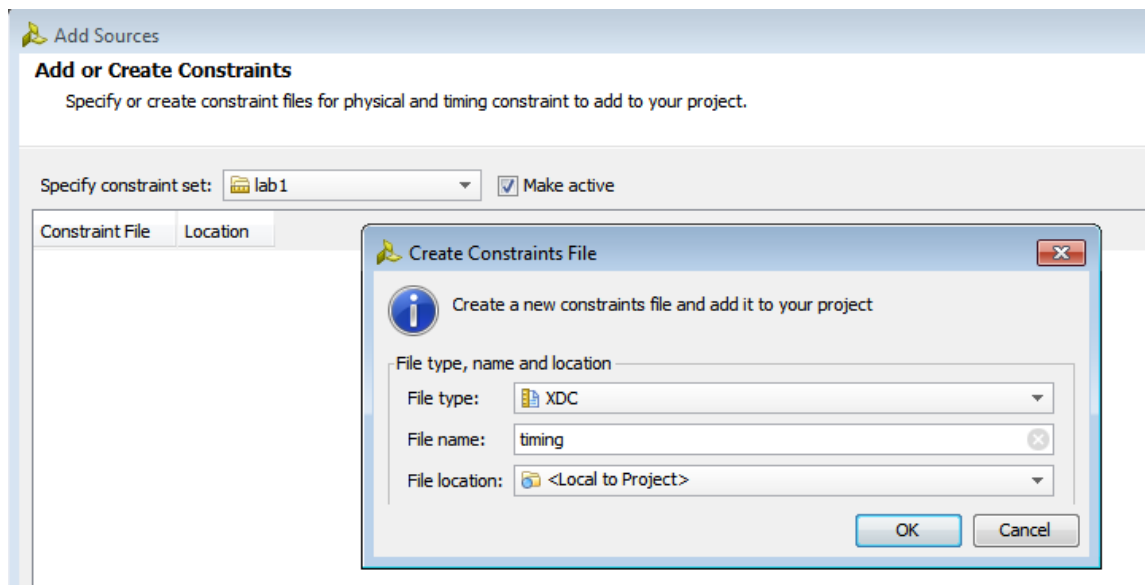 Add Sources
Add or Create Constraints
Specify or create constraint files for physical and timing constraint to add to your project.
Specify constraint set: lab1 Make active
Constraint File Location
Create Constraints File
Create a new constraints file and add it to your project
File type, name and location
File type: XDC
File name: timing
File location: <Local to Project>
OK Cancel